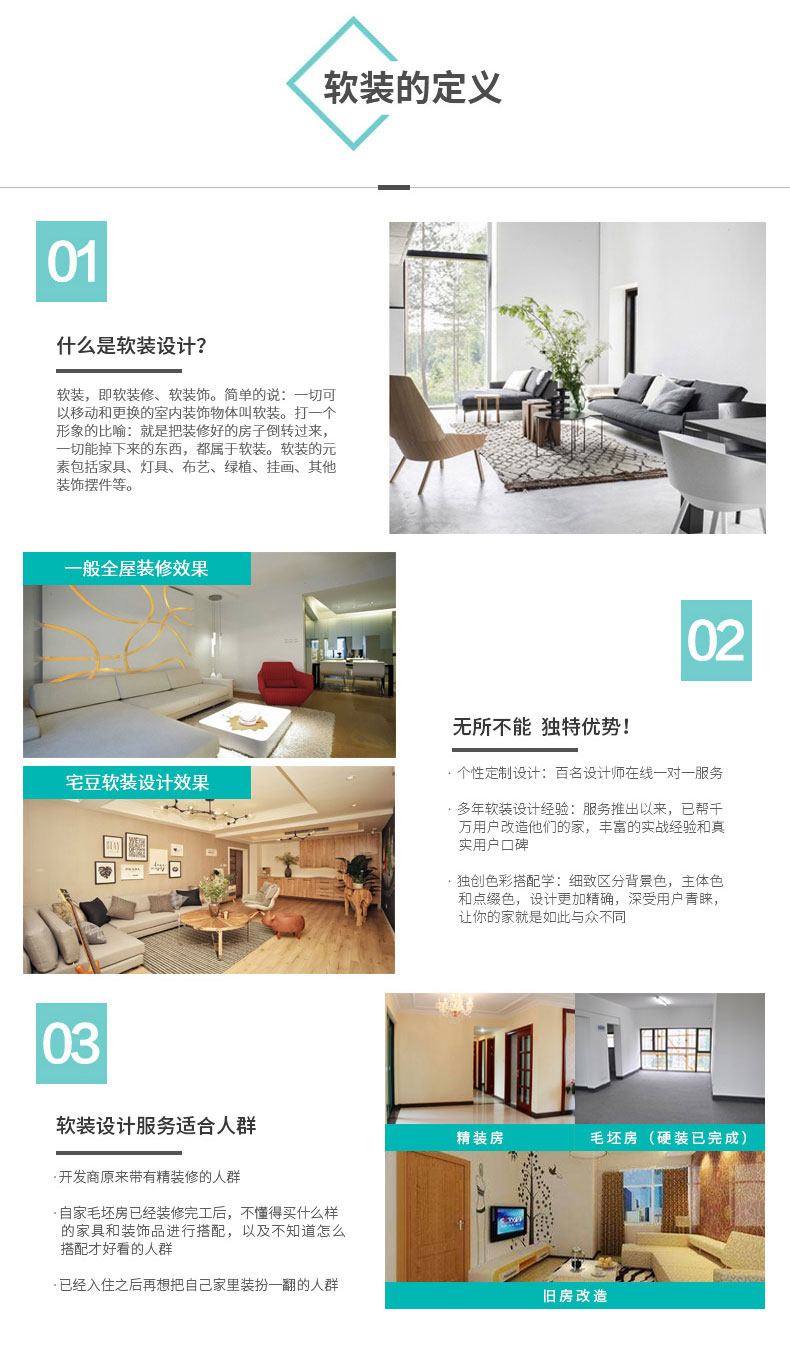 软装的定义
01
什么是软装设计？
软装，即软装修、软装饰。简单的说：一切可
以移动和更换的室内装饰物体叫软装。打一个
形象的比喻：就是把装修好的房子倒转过来，
一切能掉下来的东西，都属于软装。软装的元
素包括家具、灯具、布艺、绿植、挂画、其他
装饰摆件等。
一般全屋装修效果
宅豆软装设计效果
02
无所不能 独特优势！
· 个性定制设计：百名设计师在线一对一服务
· 多年软装设计经验：服务推出以来，已帮千
万用户改造他们的家，丰富的实战经验和真
实用户口碑
· 独创色彩搭配学：细致区分背景色，主体色
和点缀色，设计更加精确，深受用户青睐，
让你的家就是如此与众不同
03
软装设计服务适合人群
·开发商原来带有精装修的人群
·自家毛坯房已经装修完工后，不懂得买什么样
的家具和装饰品进行搭配，以及不知道怎么
搭配才好看的人群
·已经入住之后再想把自己家里装扮一翻的人群
精装房
毛坯房（硬装已完成）
旧房改造